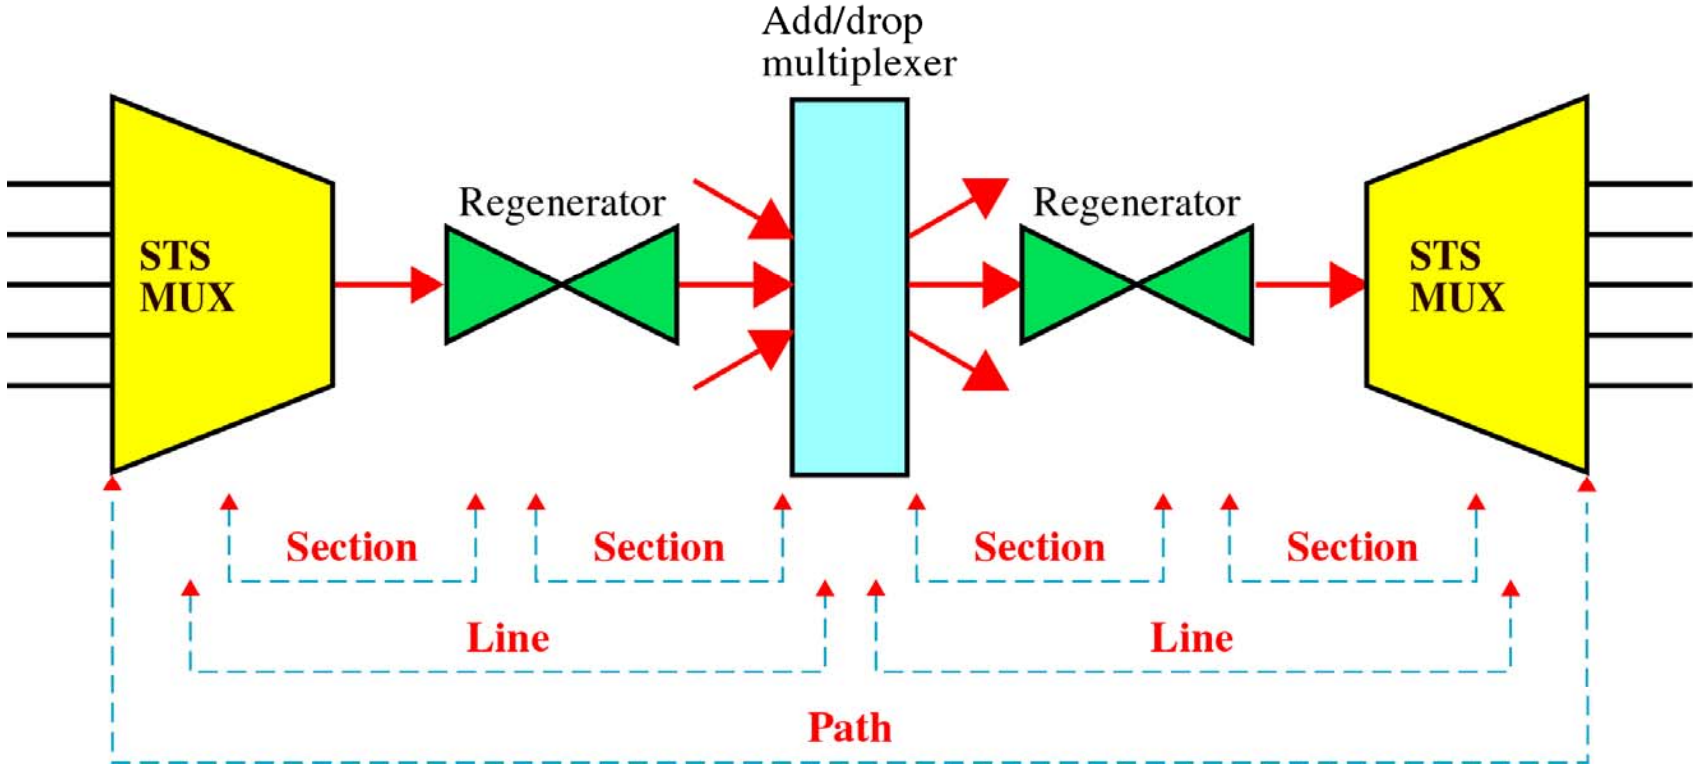 Add/drop
multiplexer
Regenerator
Regenerator
STS
MUX
STS
MUX
Section
Section
Section
Section
Line
Line
Path